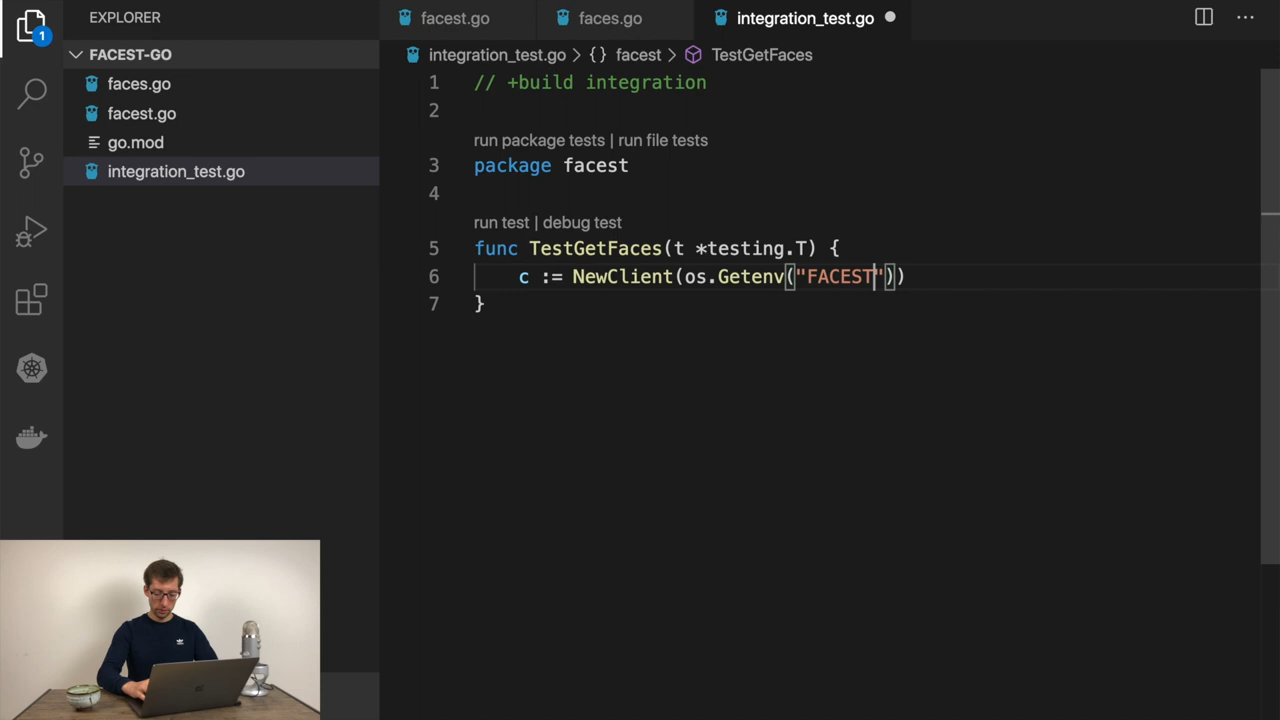 EXPLORER
facest.go
faces.go
integration_test.go
1
FACEST-GO
integration_test.go > {} facest > TestGetFaces
faces.go
facest.go
go.mod
integration_test.go
1 // +build integration
2
run package tests | run file tests
3 package facest
4
run test | debug test
5 func TestGetFaces(t *testing.T) {
6 c := NewClient(os.Getenv("FACEST"))
7 }